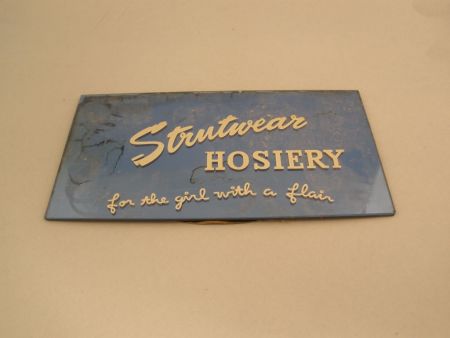 Strutwear
HOSIERY
for the girl with a flair